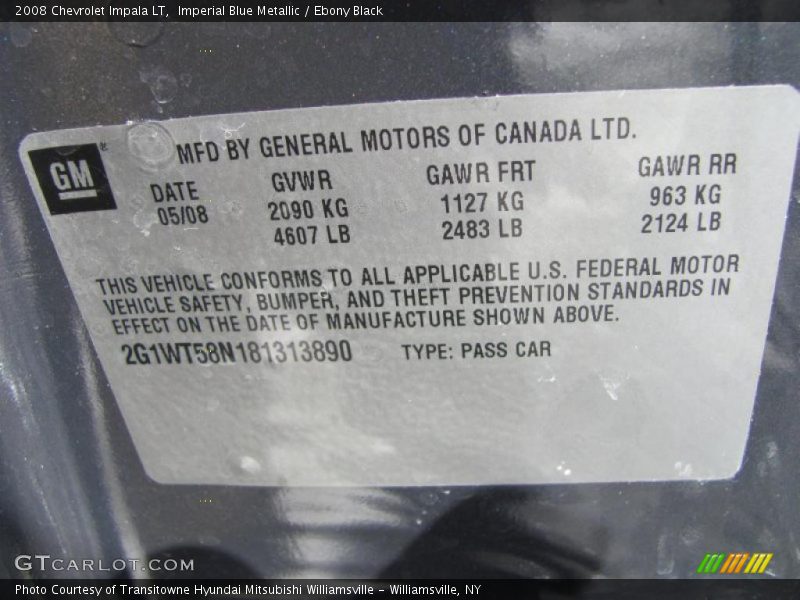 2008 Chevrolet Impala LT,  Imperial Blue Metallic / Ebony Black
GM®
MFD BY GENERAL MOTORS OF CANADA LTD.
DATE GVWR GAWR FRT GAWR RR
05/08 2090 KG 1127 KG 963 KG
4607 LB 2483 LB 2124 LB
THIS VEHICLE CONFORMS TO ALL APPLICABLE U.S. FEDERAL MOTOR
VEHICLE SAFETY, BUMPER, AND THEFT PREVENTION STANDARDS IN
EFFECT ON THE DATE OF MANUFACTURE SHOWN ABOVE.
2G1WT58N181313890 TYPE: PASS CAR
GTCARLOT.COM
Photo Courtesy of Transitowne Hyundai Mitsubishi Williamsville – Williamsville, NY